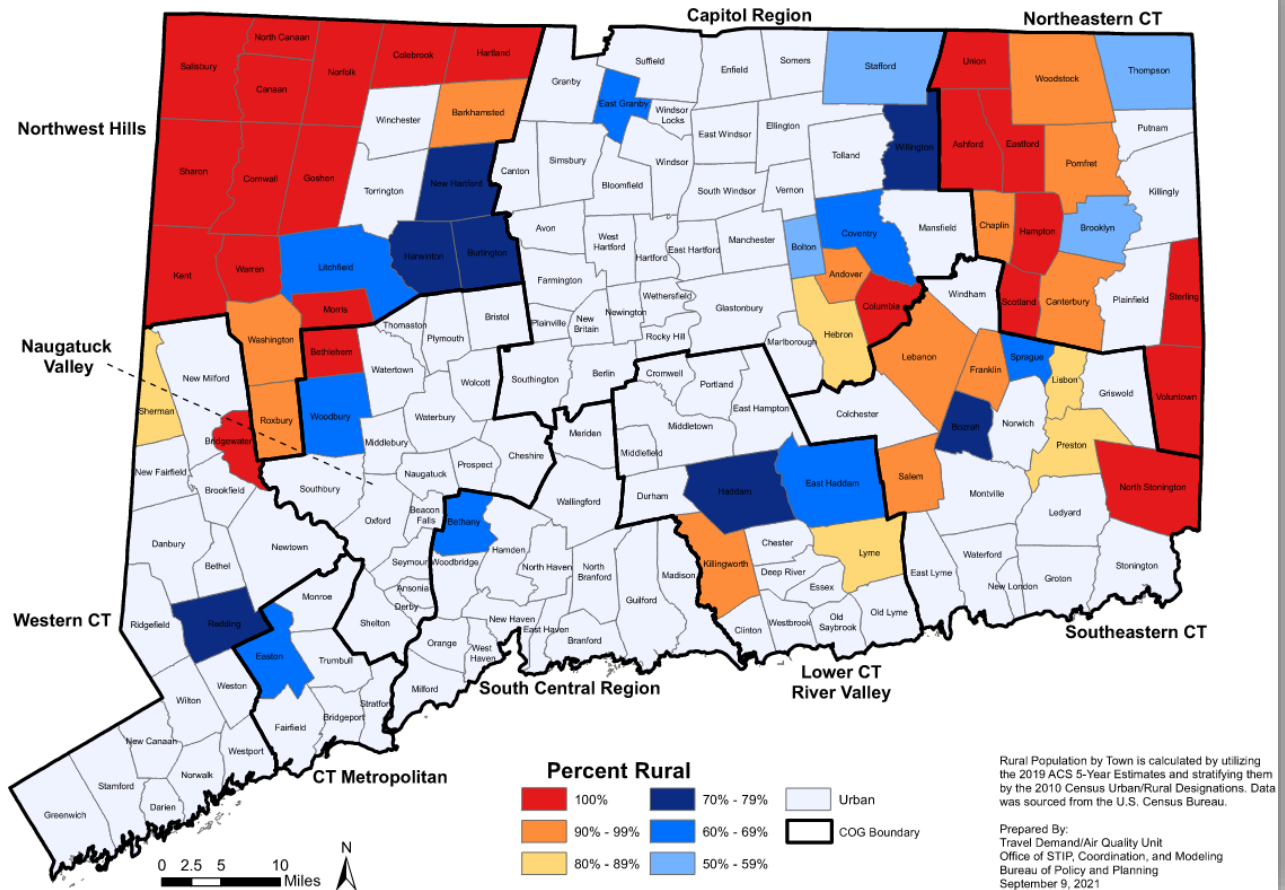 Capitol Region
Northeastern CT
Northwest Hills
Naugatuck
Valley
Western CT
CT Metropolitan
South Central Region
Lower CT
River Valley
Southeastern CT
Salisbury
North Canaan
Canaan
Norfolk
Colebrook
Hartland
Winchester
Barkhamsted
Sharon
Cornwall
Goshen
Torrington
New Hartford
Kent
Warren
Litchfield
Harwinton
Burlington
Morris
Washington
Bethlehem
Roxbury
Woodbury
Bridgewater
Sherman
New Milford
New Fairfield
Brookfield
Danbury
Bethel
Newtown
Ridgefield
Redding
Wilton
Weston
New Canaan
Norwalk
Westport
Darien
Stamford
Greenwich
Easton
Monroe
Trumbull
Fairfield
Bridgeport
Stratford
Thomaston
Plymouth
Bristol
Watertown
Wolcott
Waterbury
Middlebury
Naugatuck
Prospect
Cheshire
Southbury
Oxford
Beacon
Falls
Seymour
Ansonia
Derby
Shelton
Bethany
Woodbridge
Hamden
North Haven
North
Branford
Guilford
Madison
Wallingford
Meriden
New Haven
East Haven
Branford
Orange
West
Haven
Milford
Granby
Suffield
East Granby
Windsor
Locks
Enfield
Somers
Stafford
East Windsor
Ellington
Tolland
Willington
Canton
Simsbury
Bloomfield
Windsor
South Windsor
Vernon
Avon
West
Hartford
Hartford
East Hartford
Manchester
Bolton
Coventry
Mansfield
Andover
Columbia
Hebron
Farmington
Wethersfield
Glastonbury
Plainville
New
Britain
Newington
Rocky Hill
Marlborough
Southington
Berlin
Union
Woodstock
Thompson
Putnam
Ashford
Eastford
Pomfret
Killingly
Chaplin
Hampton
Brooklyn
Windham
Scotland
Canterbury
Plainfield
Sterling
Voluntown
Cromwell
Portland
East Hampton
Middletown
Middlefield
Durham
Haddam
East Haddam
Killingworth
Chester
Deep River
Essex
Lyme
Clinton
Westbrook
Old
Saybrook
Old Lyme
Colchester
Lebanon
Franklin
Sprague
Lisbon
Griswold
Bozrah
Norwich
Preston
Salem
Montville
Ledyard
North Stonington
East Lyme
Waterford
New London
Groton
Stonington
Percent Rural
100%
70% - 79%
Urban
90% - 99%
60% - 69%
COG Boundary
80% - 89%
50% - 59%
0 2.5 5 10
Miles
N
Rural Population by Town is calculated by utilizing
the 2019 ACS 5-Year Estimates and stratifying them
by the 2010 Census Urban/Rural Designations. Data
was sourced from the U.S. Census Bureau.
Prepared By:
Travel Demand/Air Quality Unit
Office of STIP, Coordination, and Modeling
Bureau of Policy and Planning
September 9, 2021